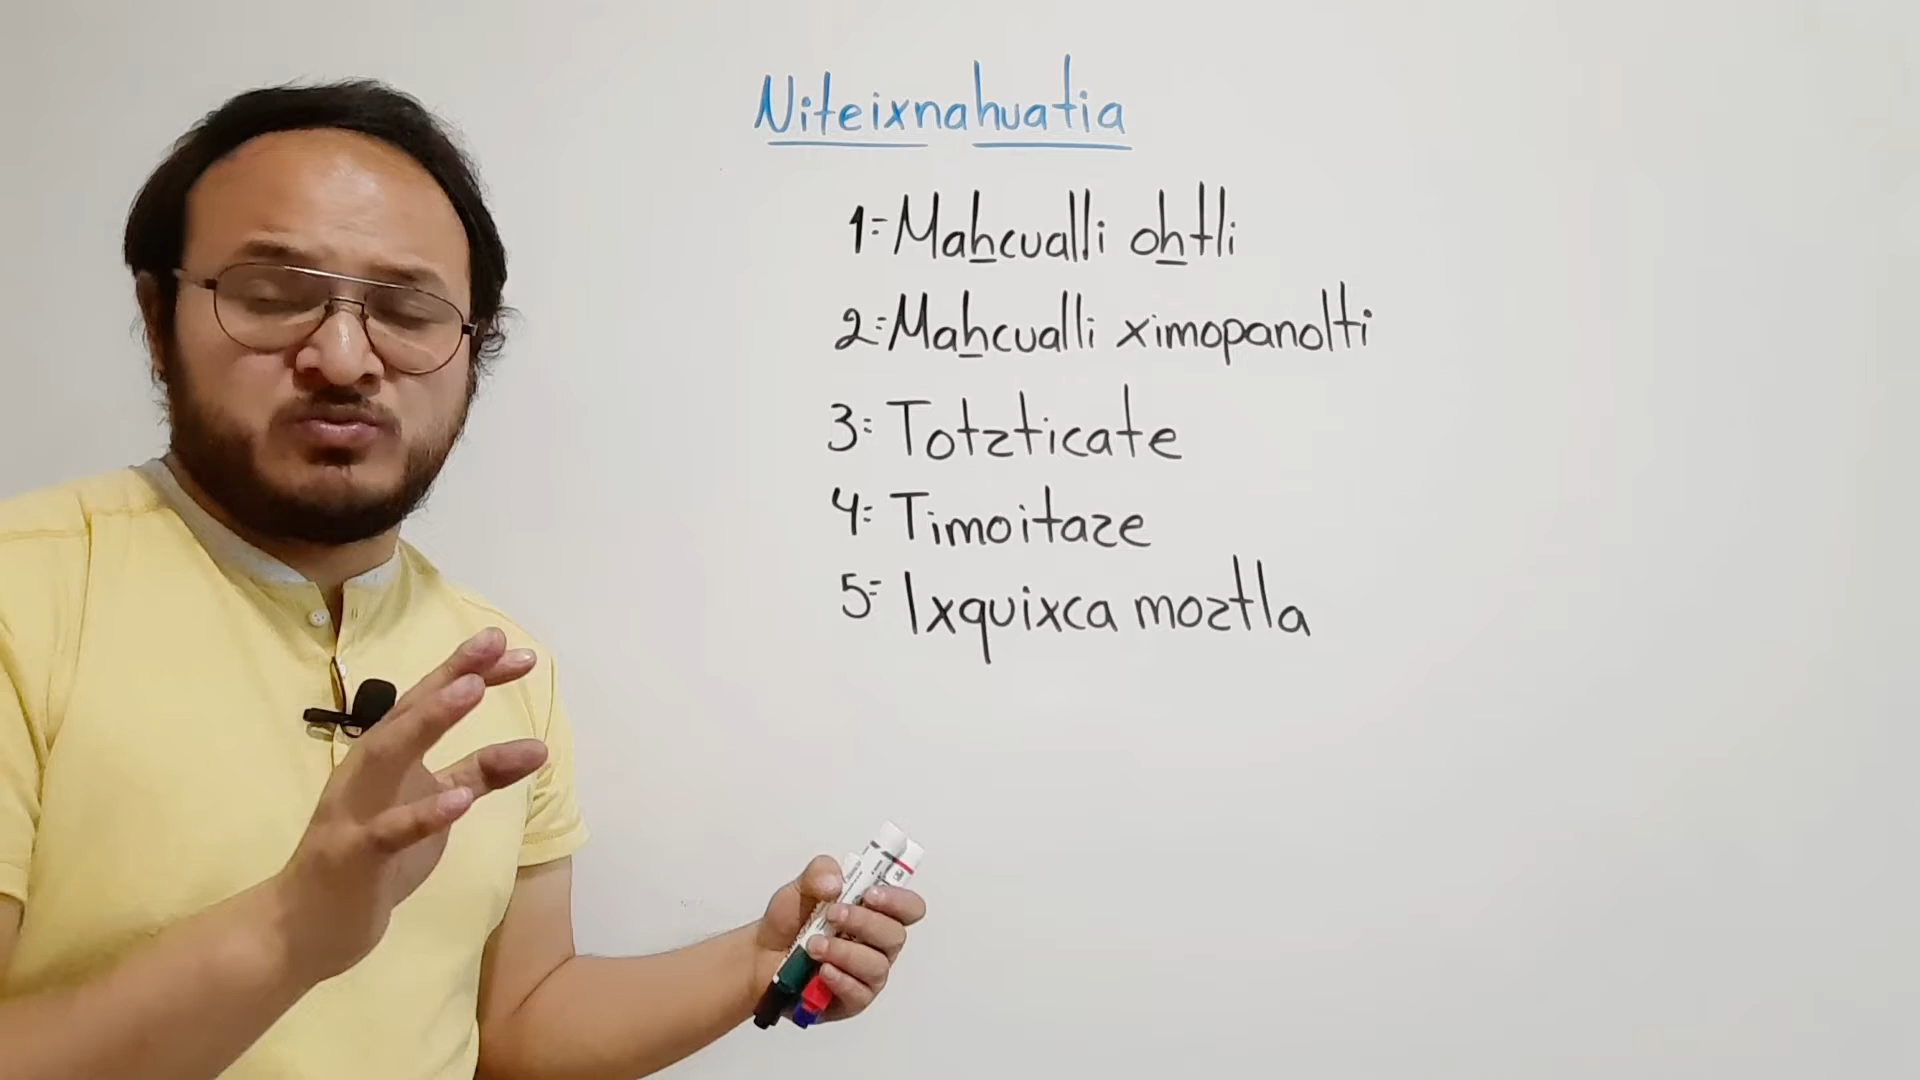 Niteixnahuatia
1= Mahcualli ohtli
2= Mahcualli ximopanolti
3= Totzticate
4= Timoitaze
5= Ixquixca moztla